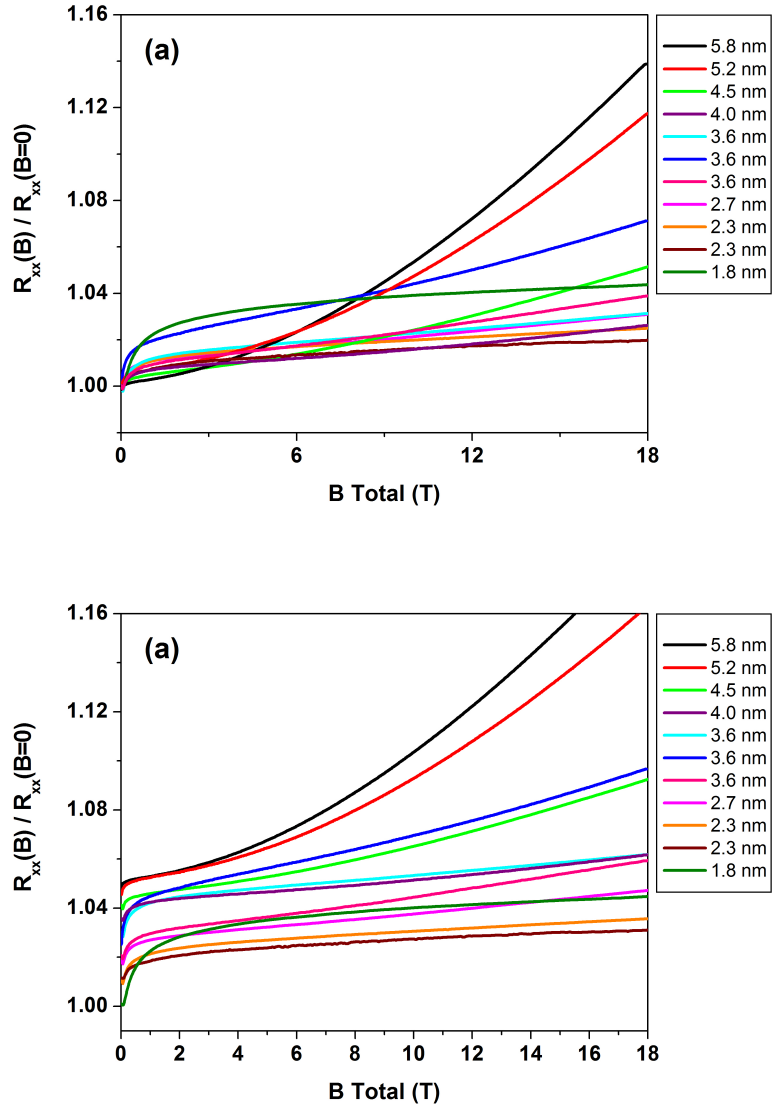 (a)
1.16
1.12
1.08
1.04
1.00
R_xx(B) / R_xx(B=0)
0
6
12
18
B Total (T)
5.8 nm
5.2 nm
4.5 nm
4.0 nm
3.6 nm
3.6 nm
3.6 nm
2.7 nm
2.3 nm
2.3 nm
1.8 nm
(a)
1.16
1.12
1.08
1.04
1.00
R_xx(B) / R_xx(B=0)
0
2
4
6
8
10
12
14
16
18
B Total (T)
5.8 nm
5.2 nm
4.5 nm
4.0 nm
3.6 nm
3.6 nm
3.6 nm
2.7 nm
2.3 nm
2.3 nm
1.8 nm